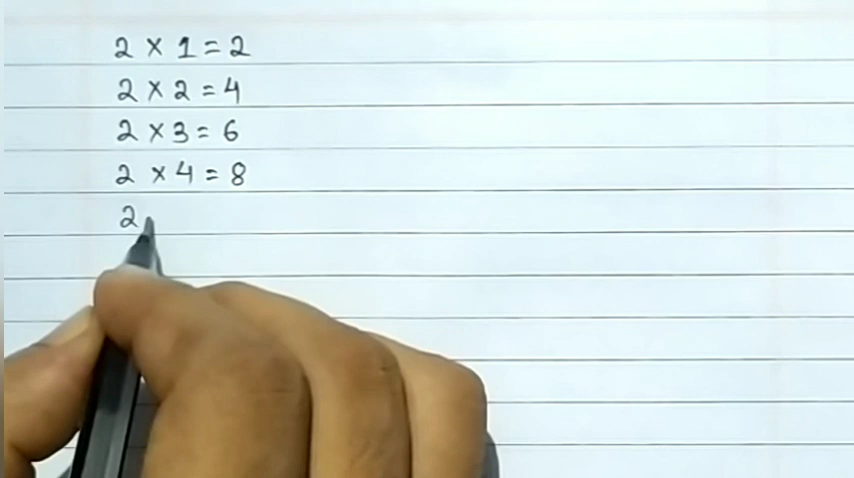 2 × 1 = 2
2 × 2 = 4
2 × 3 = 6
2 × 4 = 8
2